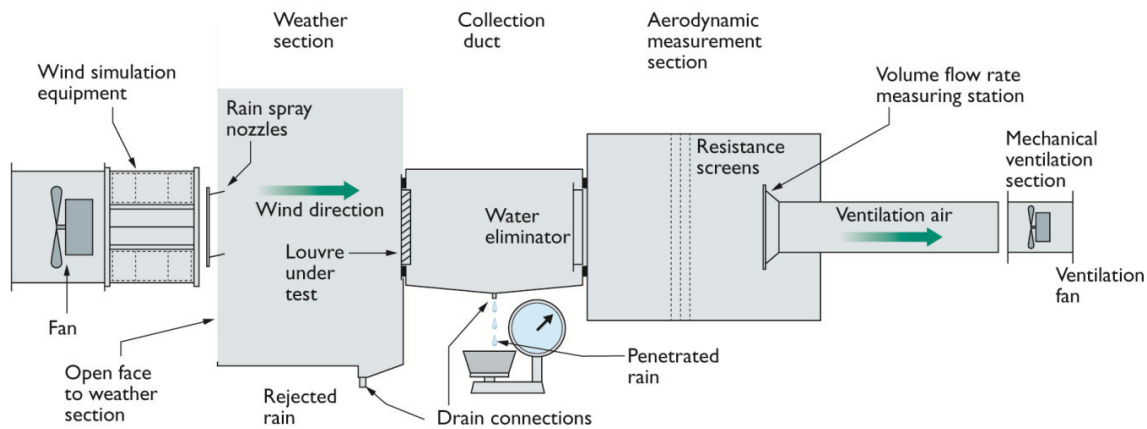 Weather
section
Collection
duct
Aerodynamic
measurement
section
Wind simulation
equipment
Rain spray
nozzles
Volume flow rate
measuring station
Resistance
screens
Mechanical
ventilation
section
Wind direction
Water
eliminator
Ventilation air
Louvre
under
test
Ventilation
fan
Fan
Penetrated
rain
Open face
to weather
section
Rejected
rain
Drain connections